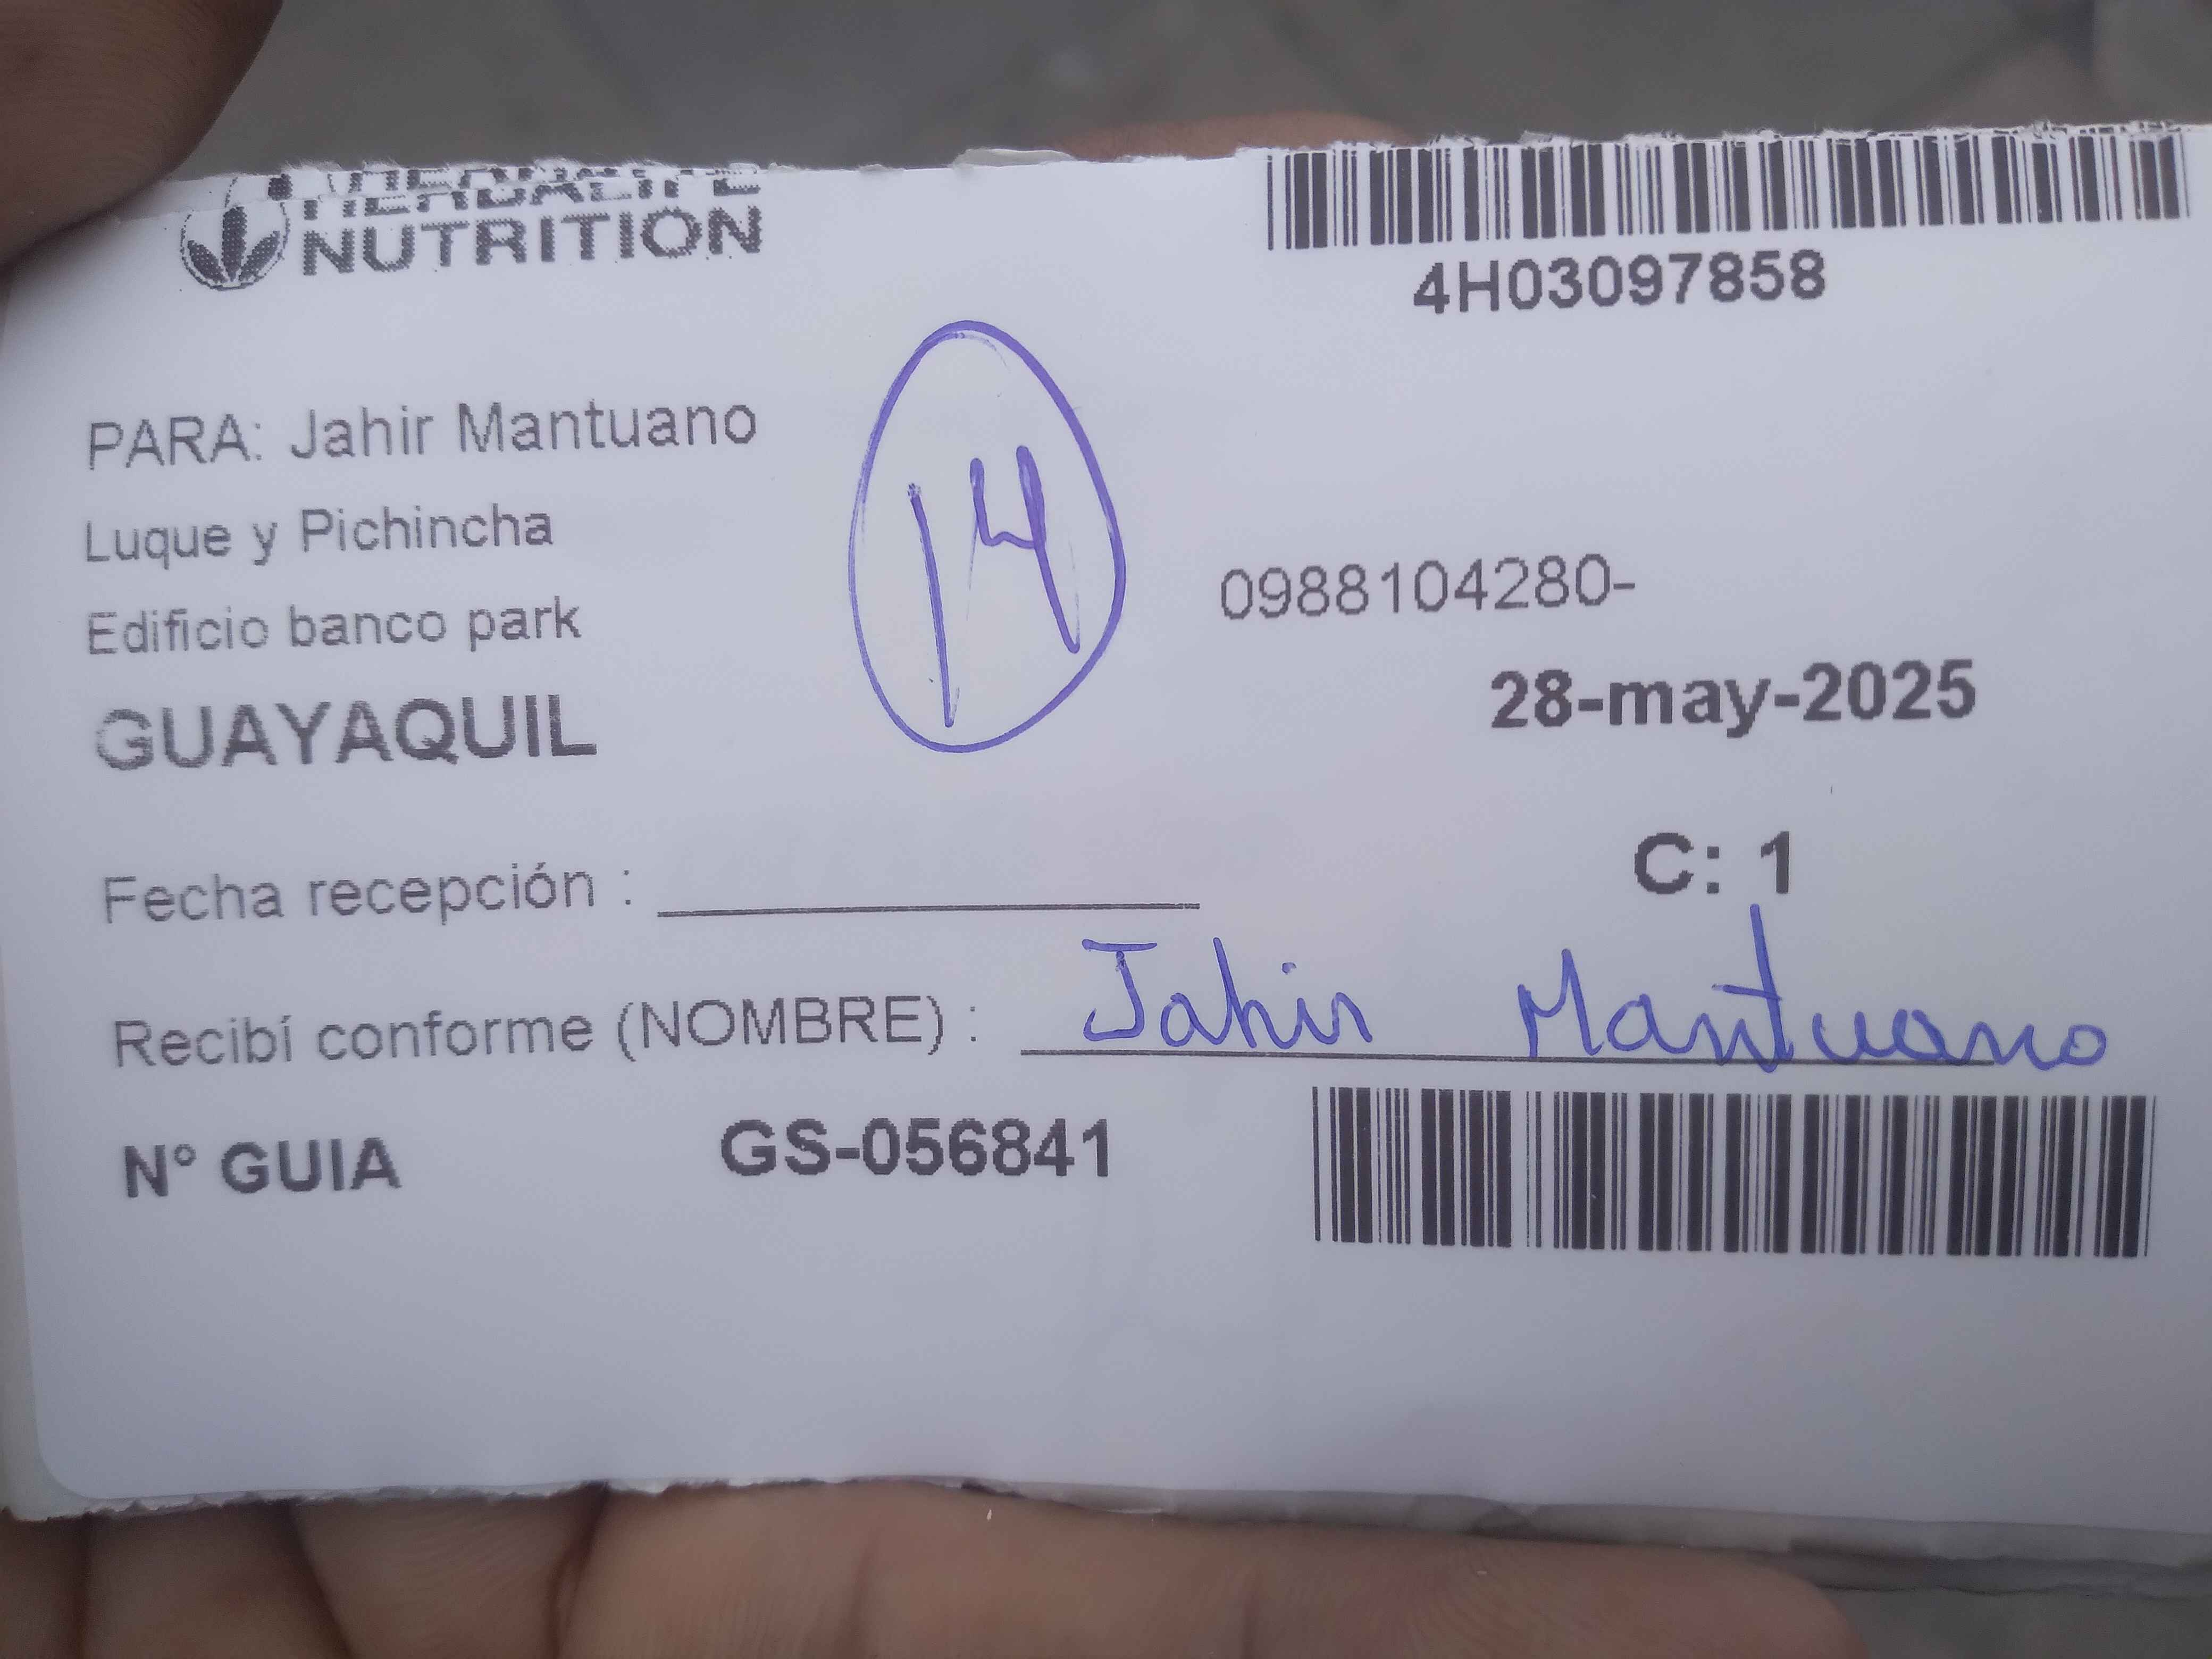 HERBALIFE
NUTRITION
4H03097858
PARA: Jahir Mantuano
Luque y Pichincha
14
Edificio banco park
0988104280-
GUAYAQUIL
28-may-2025
C: 1
Fecha recepción :
Recibí conforme (NOMBRE) : Jahir Mantuano
N° GUIA GS-056841